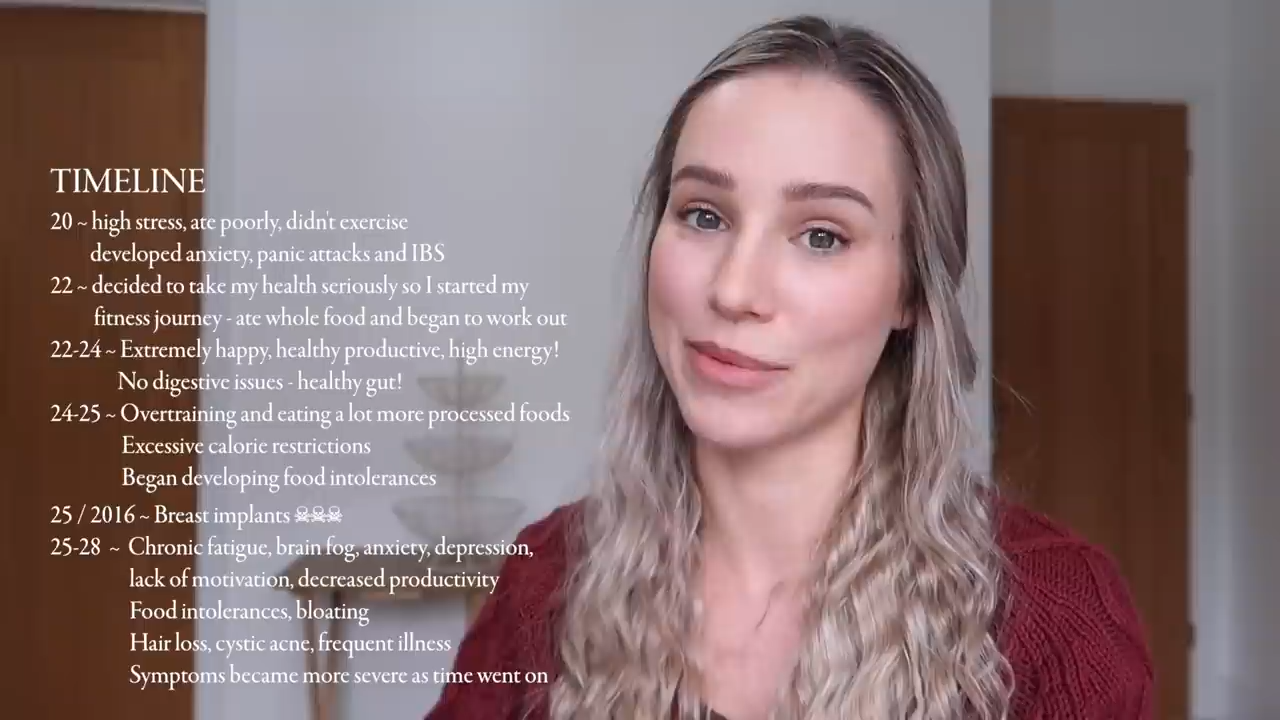 TIMELINE
20 ~ high stress, ate poorly, didn't exercise
developed anxiety, panic attacks and IBS
22 ~ decided to take my health seriously so I started my
fitness journey - ate whole food and began to work out
22-24 ~ Extremely happy, healthy productive, high energy!
No digestive issues - healthy gut!
24-25 ~ Overtraining and eating a lot more processed foods
Excessive calorie restrictions
Began developing food intolerances
25 / 2016 ~ Breast implants ☠☠☠
25-28 ~ Chronic fatigue, brain fog, anxiety, depression,
lack of motivation, decreased productivity
Food intolerances, bloating
Hair loss, cystic acne, frequent illness
Symptoms became more severe as time went on